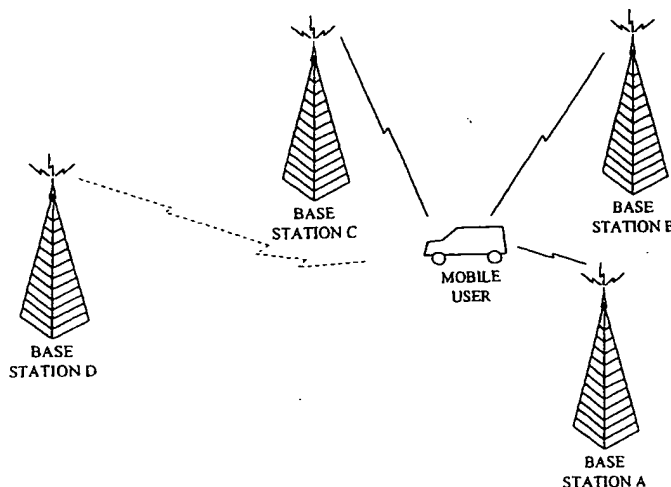 BASE
STATION C
BASE
STATION
MOBILE
USER
BASE
STATION D
BASE
STATION A